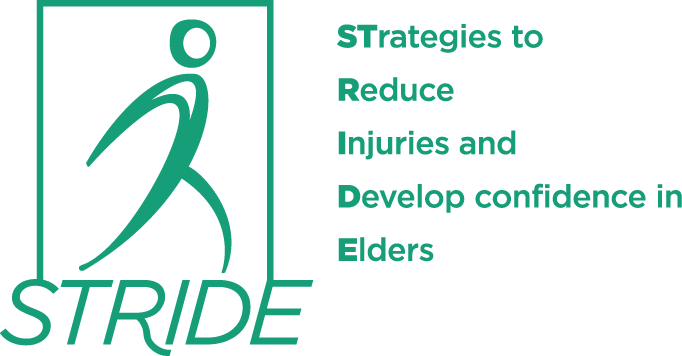 STRIDE
STrategies to
Reduce
Injuries and
Develop confidence in
Elders